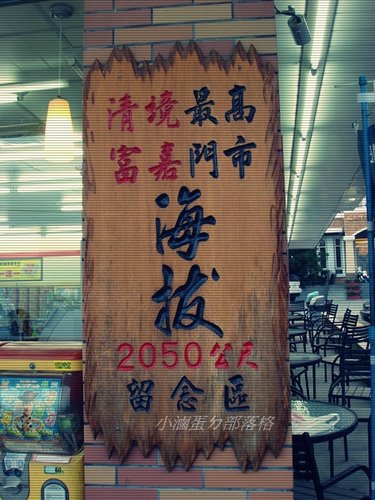 清境最高
富嘉門市
海拔
2050公尺
留念區
小涵蛋ㄉ部落格